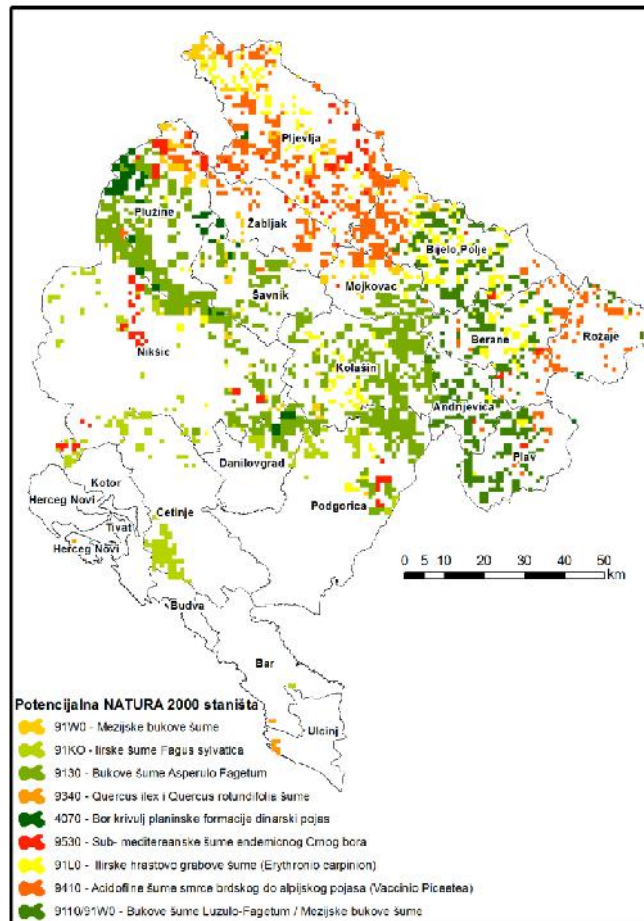 Pljevlja
Plužine
Žabljak
Bijelo Polje
Šavnik
Mojkovac
Nikšić
Kolašin
Berane
Rožaje
Andrijevica
Danilovgrad
Plav
Kotor
Herceg Novi
Cetinje
Podgorica
Tivat
Herceg Novi
0 5 10 20 30 40 50
km
Budva
Bar
Ulcinj
Potencijalna NATURA 2000 staništa
91W0 - Mezijske bukove šume
91KO - Ilirske šume Fagus sylvatica
9130 - Bukove šume Asperulo Fagetum
9340 - Quercus ilex i Quercus rotundifolia šume
4070 - Bor krivulj planinske formacije dinarski pojas
9530 - Sub- mediteranske šume endemicnog Crnog bora
91L0 - Ilirske hrastovo grabove šume (Erythronio carpinion)
9410 - Acidofilne šume smrce brdskog do alpijskog pojasa (Vaccinio Piceetea)
9110/91W0 - Bukove šume Luzulo-Fagetum / Mezijske bukove šume